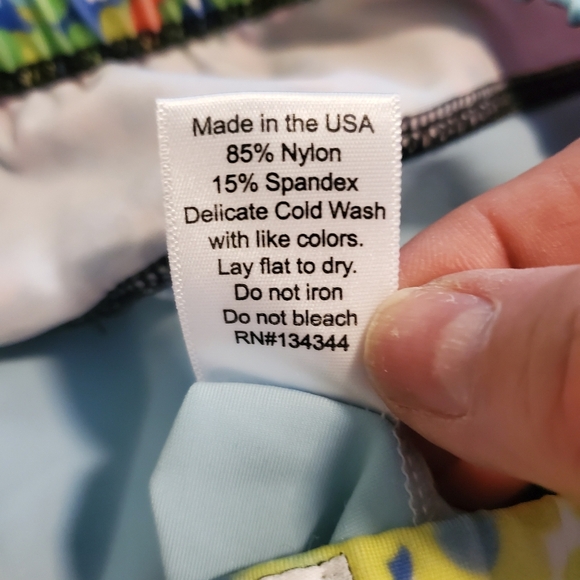 Made in the USA
85% Nylon
15% Spandex
Delicate Cold Wash
with like colors.
Lay flat to dry.
Do not iron
Do not bleach
RN#134344